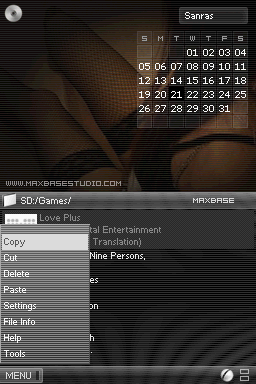 Sanras
S M T W T F S
01 02 03 04
05 06 07 08 09 10 11
12 13 14 15 16 17 18
19 20 21 22 23 24 25
26 27 28 29 30 31
WWW.MAXBASESTUDIO.COM
SD:/Games/ MAXBASE
Love Plus
tal Entertainment
Translation)
Nine Persons,
es
on
h
Copy
Cut
Delete
Paste
Settings
File Info
Help
Tools
MENU